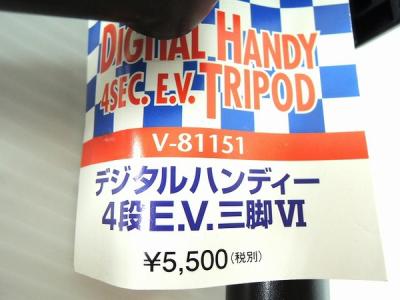 DIGITAL HANDY
4SEC. E.V. TRIPOD
V-81151
デジタルハンディー
4段E.V.三脚Ⅵ
¥5,500(税別)